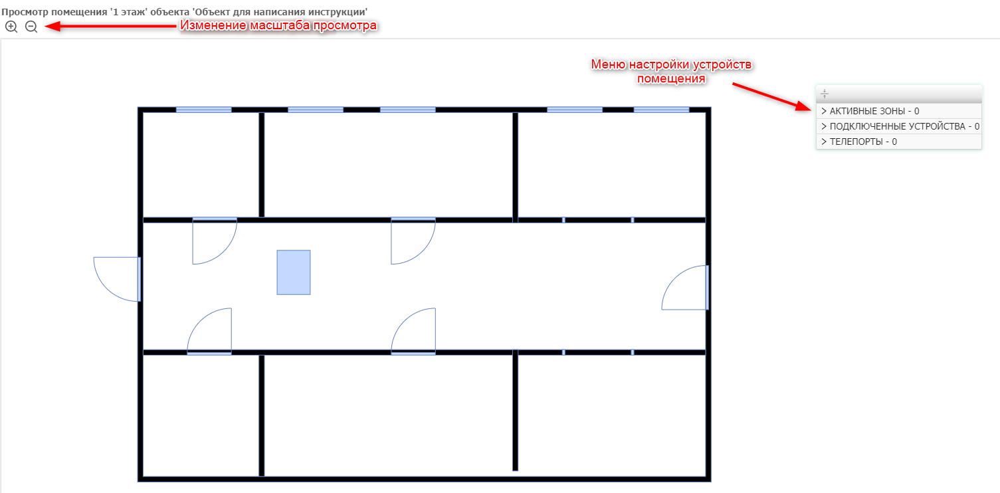 Просмотр помещения '1 этаж' объекта 'Объект для написания инструкции'
Изменение масштаба просмотра
Меню настройки устройств
помещения
АКТИВНЫЕ ЗОНЫ - 0
ПОДКЛЮЧЕННЫЕ УСТРОЙСТВА - 0
ТЕЛЕПОРТЫ - 0